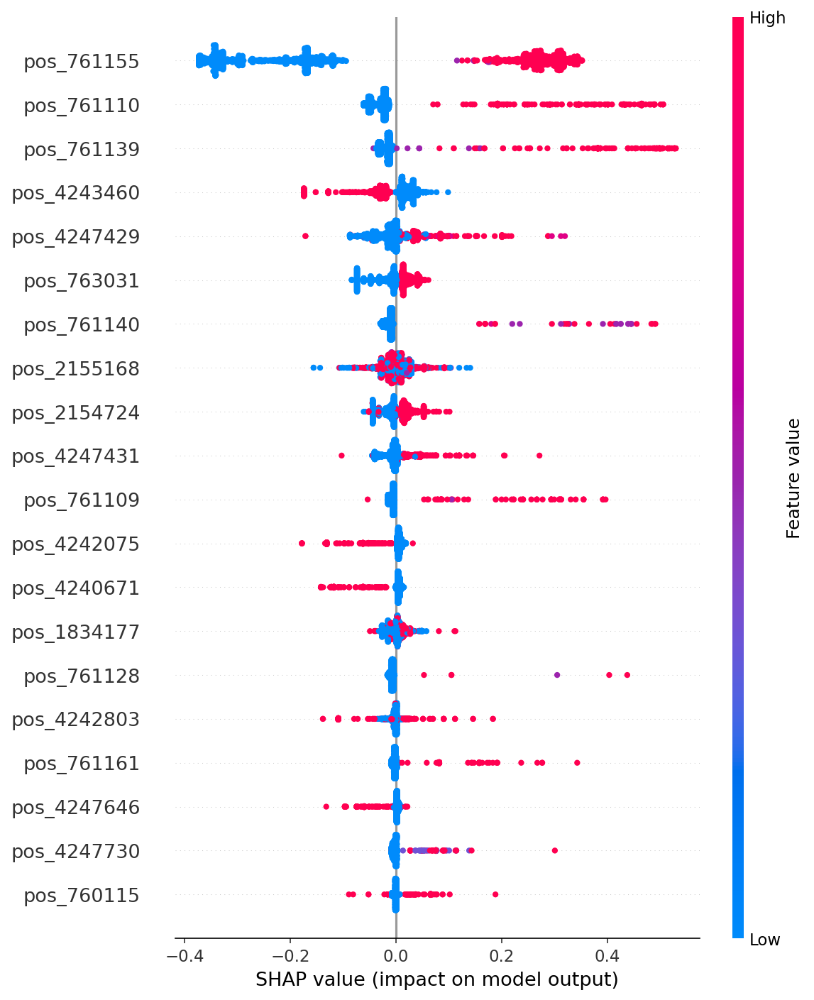 High
pos_761155
pos_761110
pos_761139
pos_4243460
pos_4247429
pos_763031
pos_761140
pos_2155168
pos_2154724
pos_4247431
pos_761109
pos_4242075
pos_4240671
pos_1834177
pos_761128
pos_4242803
pos_761161
pos_4247646
pos_4247730
pos_760115
Feature value
Low
−0.4 −0.2 0.0 0.2 0.4
SHAP value (impact on model output)